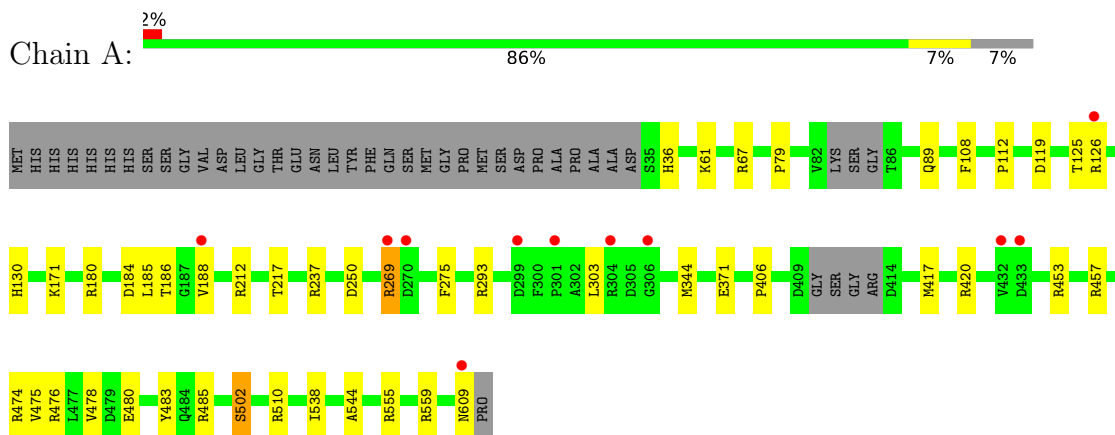 2%
Chain A:
86% 7% 7%
MET HIS HIS HIS HIS HIS HIS SER SER GLY VAL ASP LEU GLY THR GLU ASN LEU TYR PHE GLN SER MET GLY PRO MET SER ASP PRO ALA PRO ALA ALA ASP S35 H36 K61 R67 P79 V82 LYS SER GLY T86 Q89 F108 P112 D119 T125 R126
H130 K171 R180 D184 L185 T186 G187 V188 R212 T217 R237 D250 R269 D270 F275 R293 D299 F300 P301 A302 L303 R304 D305 G306 M344 E371 P406 D409 GLY SER GLY ARG D414 M417 R420 V432 D433 R453 R457
R474 V475 R476 L477 V478 D479 E480 Y483 Q484 R485 S502 R510 I538 A544 R555 R559 N609 PRO